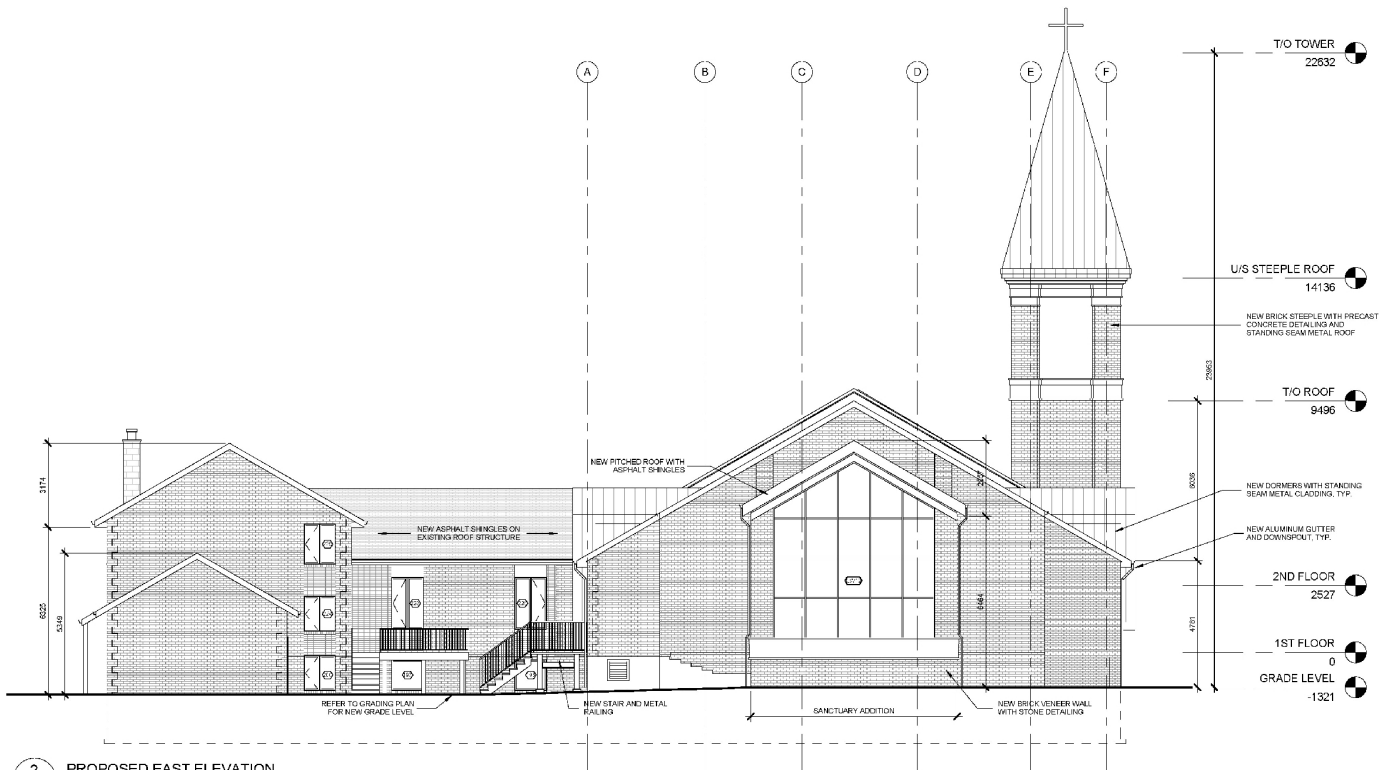 T/O TOWER
22632
A
B
C
D
E
F
U/S STEEPLE ROOF
14136
NEW BRICK STEEPLE WITH PRECAST
CONCRETE DETAILING AND
STANDING SEAM METAL ROOF
23953
T/O ROOF
9496
3174
NEW PITCHED ROOF WITH
ASPHALT SHINGLES
6036
NEW DORMERS WITH STANDING
SEAM METAL CLADDING, TYP.
NEW ASPHALT SHINGLES ON
EXISTING ROOF STRUCTURE
NEW ALUMINUM GUTTER
AND DOWNSPOUT, TYP.
2ND FLOOR
2527
6325
5349
6464
4781
1ST FLOOR
0
GRADE LEVEL
-1321
REFER TO GRADING PLAN
FOR NEW GRADE LEVEL
NEW STAIR AND METAL
RAILING
SANCTUARY ADDITION
NEW BRICK VENEER WALL
WITH STONE DETAILING
2
PROPOSED EAST ELEVATION